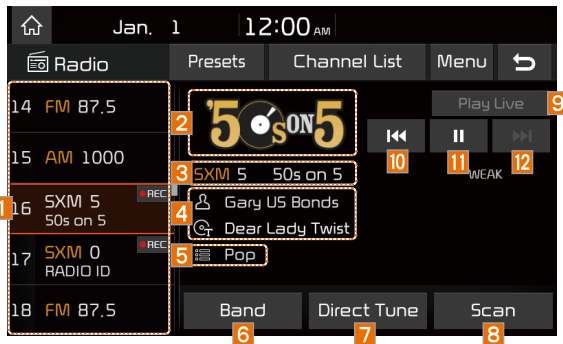 Jan. 1 12:00 AM
Radio Presets Channel List Menu
14 FM 87.5
15 AM 1000
16 SXM 5 REC
50s on 5
17 SXM 0 REC
RADIO ID
18 FM 87.5
1
2 '50s ON 5
3 SXM 5 50s on 5
4 Gary US Bonds
Dear Lady Twist
5 Pop
Play Live 9
10 11 12
WEAK
Band Direct Tune Scan
6 7 8